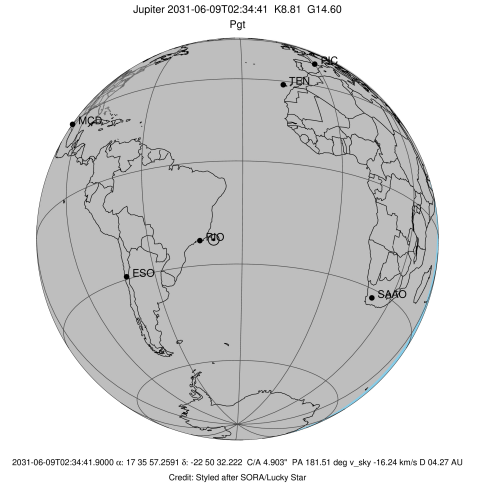 Jupiter 2031-06-09T02:34:41 K8.81 G14.60
Pgt
PIC
TEN
MCD
RIO
ESO
SAAO
2031-06-09T02:34:41.9000 α: 17 35 57.2591 δ: -22 50 32.222 C/A 4.903" PA 181.51 deg v_sky -16.24 km/s D 04.27 AU
Credit: Styled after SORA/Lucky Star